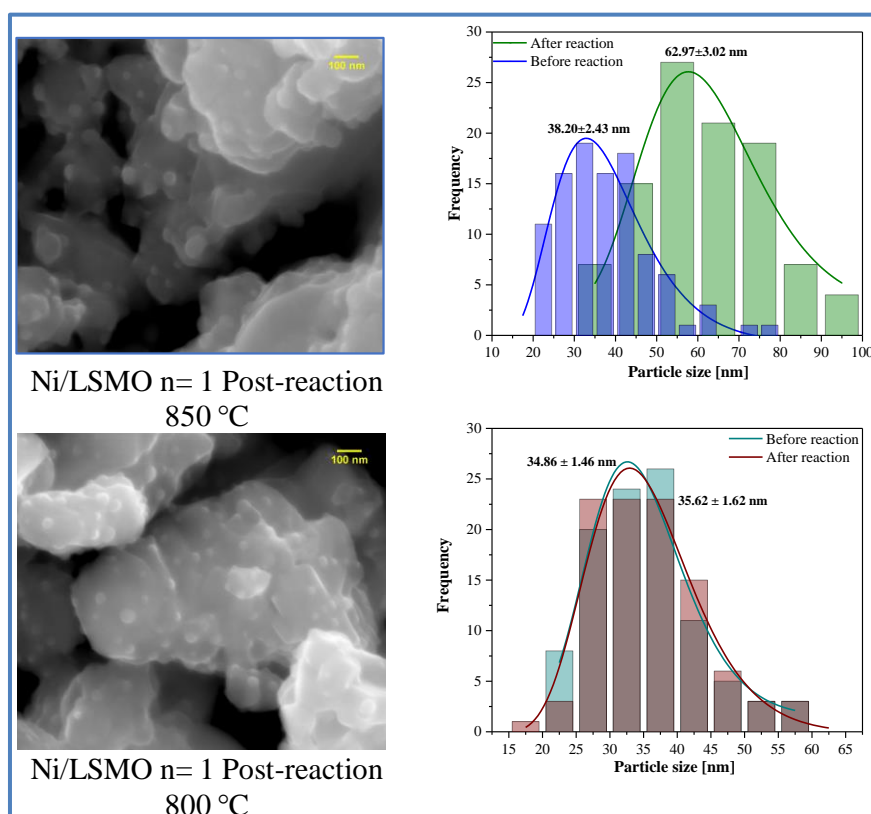 100 nm
Ni/LSMO n= 1 Post-reaction
850 °C
30
25
20
15
10
5
0
Frequency
After reaction
Before reaction
62.97±3.02 nm
38.20±2.43 nm
10 20 30 40 50 60 70 80 90 100
Particle size [nm]
100 nm
Ni/LSMO n= 1 Post-reaction
800 °C
30
25
20
15
10
5
0
Frequency
Before reaction
After reaction
34.86 ± 1.46 nm
35.62 ± 1.62 nm
15 20 25 30 35 40 45 50 55 60 65
Particle size [nm]